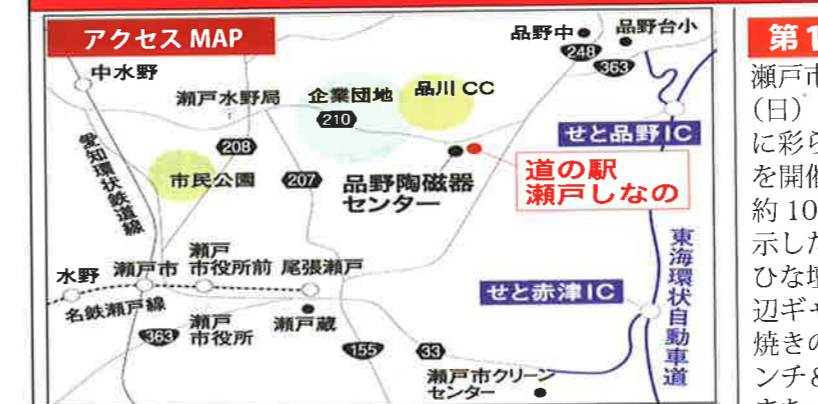 アクセス MAP
品野中
品野台小
248
363
中水野
瀬戸水野局
企業団地
品川 CC
210
せと品野IC
208
愛知環状鉄道線
市民公園
207
品野陶磁器
センター
道の駅
瀬戸しなの
水野
瀬戸市
瀬戸
市役所前
尾張瀬戸
せと赤津IC
東海環状自動車道
名鉄瀬戸線
363
瀬戸
市役所
瀬戸蔵
155
33
瀬戸市クリーン
センター
第1
瀬戸市
(日)
に彩ら
を開催
約 10
示した
ひな壇
辺ギャ
焼きの
ンチ&